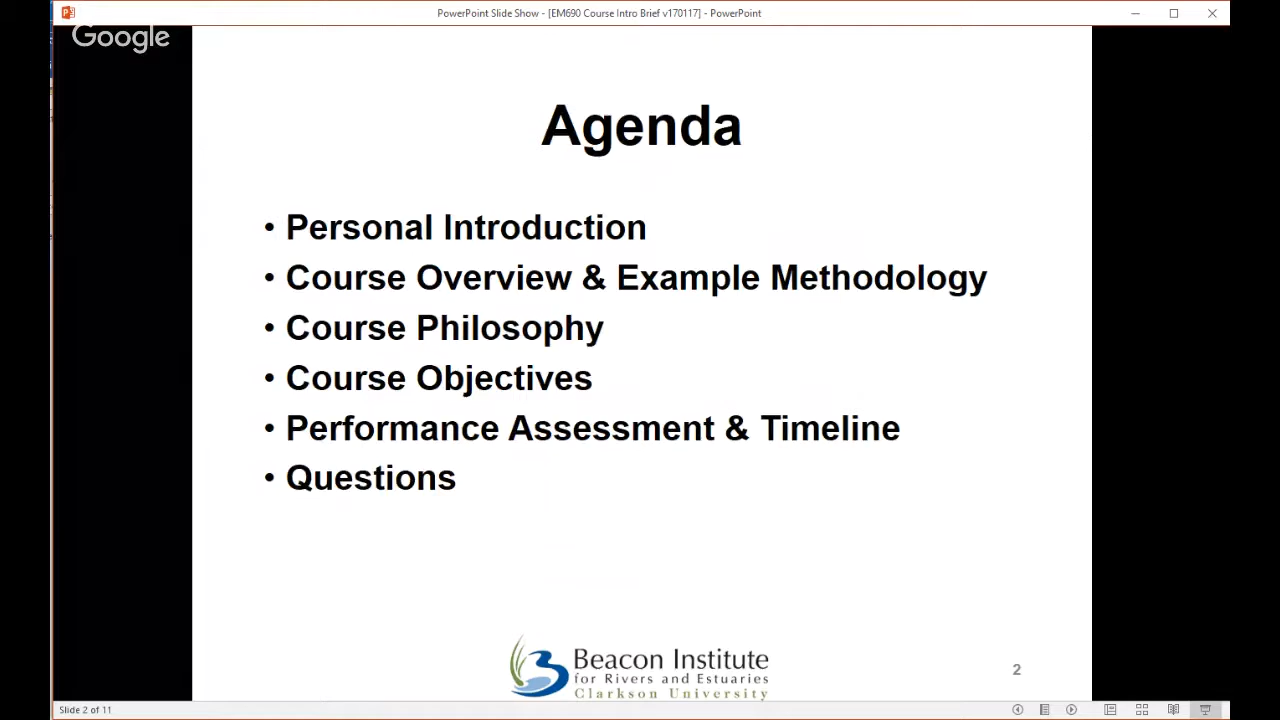 PowerPoint Slide Show - [EM690 Course Intro Brief v170117] - PowerPoint
Google
Agenda
• Personal Introduction
• Course Overview & Example Methodology
• Course Philosophy
• Course Objectives
• Performance Assessment & Timeline
• Questions
Beacon Institute
for Rivers and Estuaries
Clarkson University
2
Slide 2 of 11